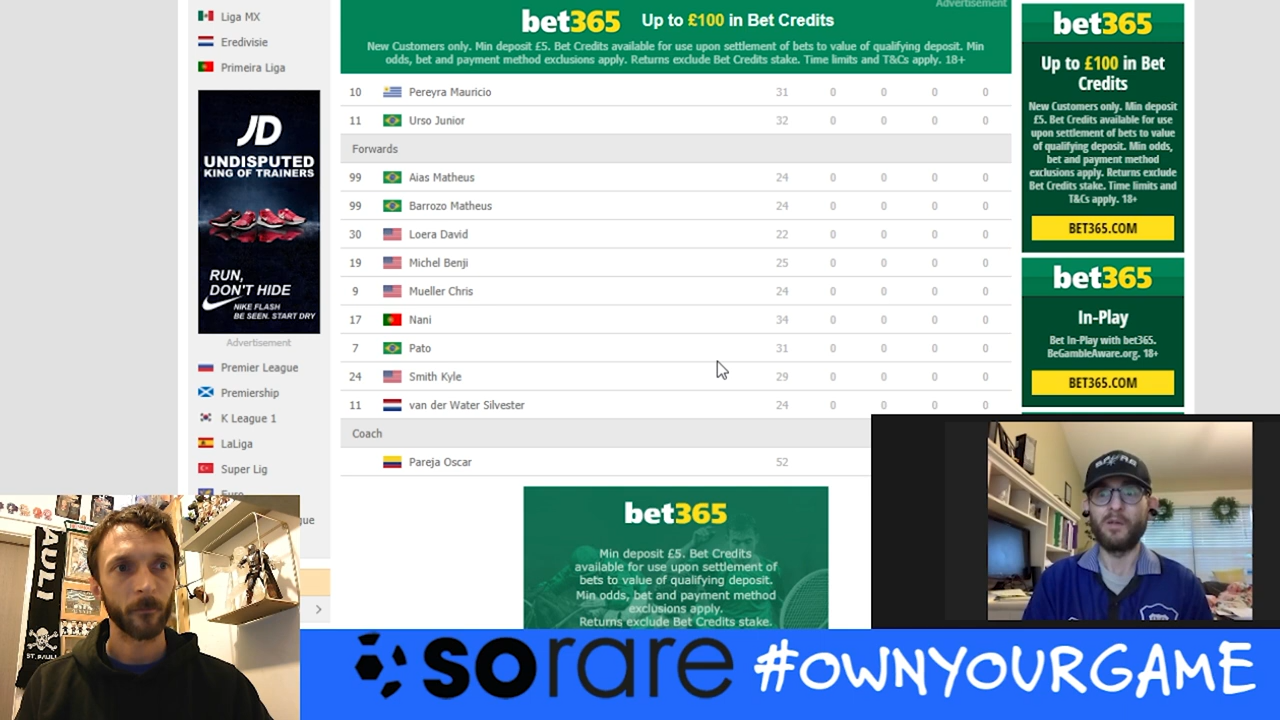 Liga MX
Eredivisie
Primeira Liga
JD
UNDISPUTED
KING OF TRAINERS
RUN,
DON'T HIDE
NIKE FLASH
BE SEEN. START DRY
Advertisement
Premier League
Premiership
K League 1
LaLiga
Super Lig
Euro
gue
Advertisement
bet365 Up to £100 in Bet Credits
New Customers only. Min deposit £5. Bet Credits available for use upon settlement of bets to value of qualifying deposit. Min
odds, bet and payment method exclusions apply. Returns exclude Bet Credits stake. Time limits and T&Cs apply. 18+
10 Pereyra Mauricio 31 0 0 0 0
11 Urso Junior 32 0 0 0 0
Forwards
99 Aias Matheus 24 0 0 0 0
99 Barrozo Matheus 24 0 0 0 0
30 Loera David 22 0 0 0 0
19 Michel Benji 25 0 0 0 0
9 Mueller Chris 24 0 0 0 0
17 Nani 34 0 0 0 0
7 Pato 31 0 0 0 0
24 Smith Kyle 29 0 0 0 0
11 van der Water Silvester 24 0 0 0 0
Coach
Pareja Oscar 52
bet365
Min deposit £5. Bet Credits
available for use upon settlement of
bets to value of qualifying deposit.
Min odds, bet and payment method
exclusions apply.
Returns exclude Bet Credits stake.
bet365
Up to £100 in Bet
Credits
New Customers only. Min deposit
£5. Bet Credits available for use
upon settlement of bets to value
of qualifying deposit. Min odds,
bet and payment method
exclusions apply. Returns exclude
Bet Credits stake. Time limits and
T&Cs apply. 18+
BET365.COM
bet365
In-Play
Bet In-Play with bet365.
BeGambleAware.org. 18+
BET365.COM
AULI
ST. PAULI
sorare #OWNYOURGAME